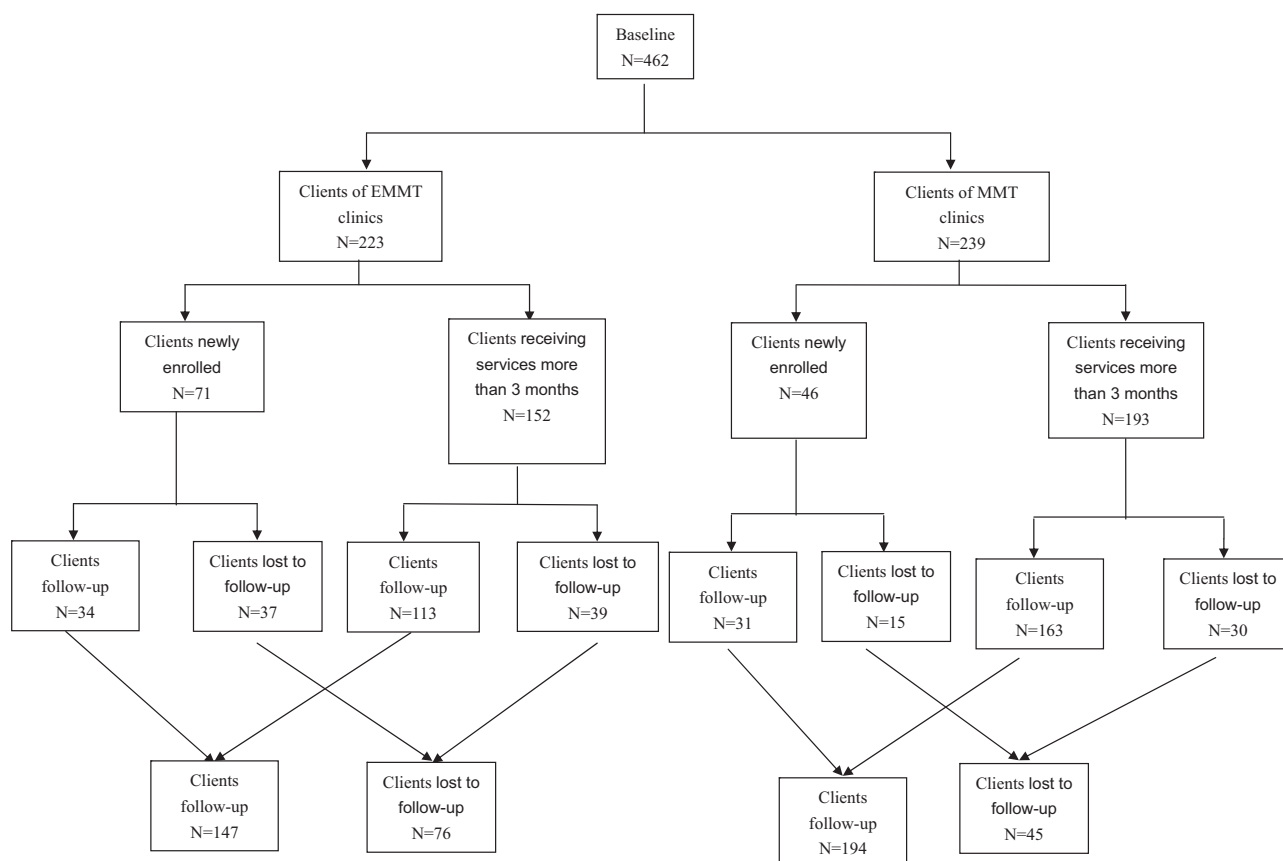 Baseline
N=462
Clients of EMMT
clinics
N=223
Clients of MMT
clinics
N=239
Clients newly
enrolled
N=71
Clients receiving
services more
than 3 months
N=152
Clients newly
enrolled
N=46
Clients receiving
services more
than 3 months
N=193
Clients
follow-up
N=34
Clients lost to
follow-up
N=37
Clients
follow-up
N=113
Clients lost to
follow-up
N=39
Clients
follow-up
N=31
Clients lost to
follow-up
N=15
Clients
follow-up
N=163
Clients lost to
follow-up
N=30
Clients
follow-up
N=147
Clients lost to
follow-up
N=76
Clients
follow-up
N=194
Clients lost to
follow-up
N=45